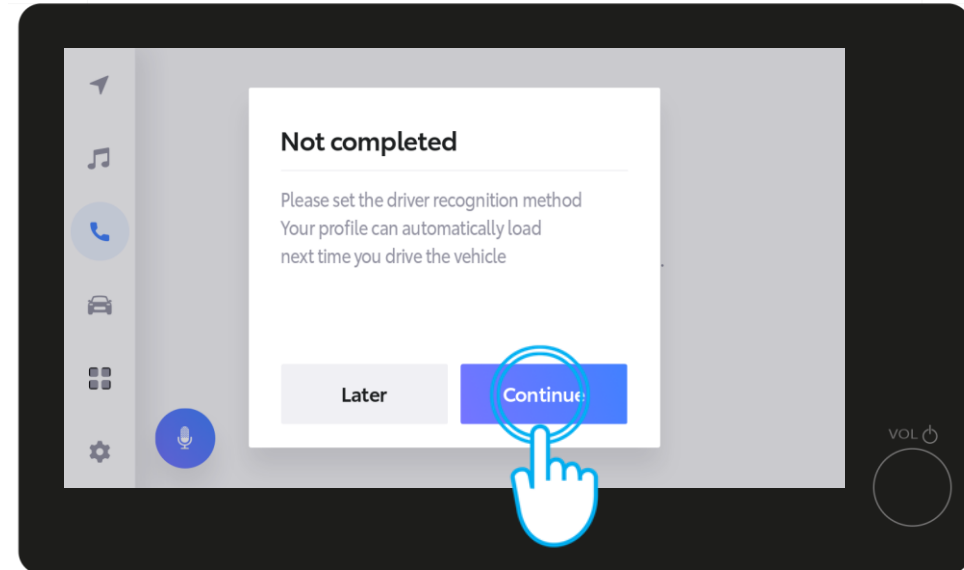 Not completed
Please set the driver recognition method
Your profile can automatically load
next time you drive the vehicle
Later
Continue
VOL